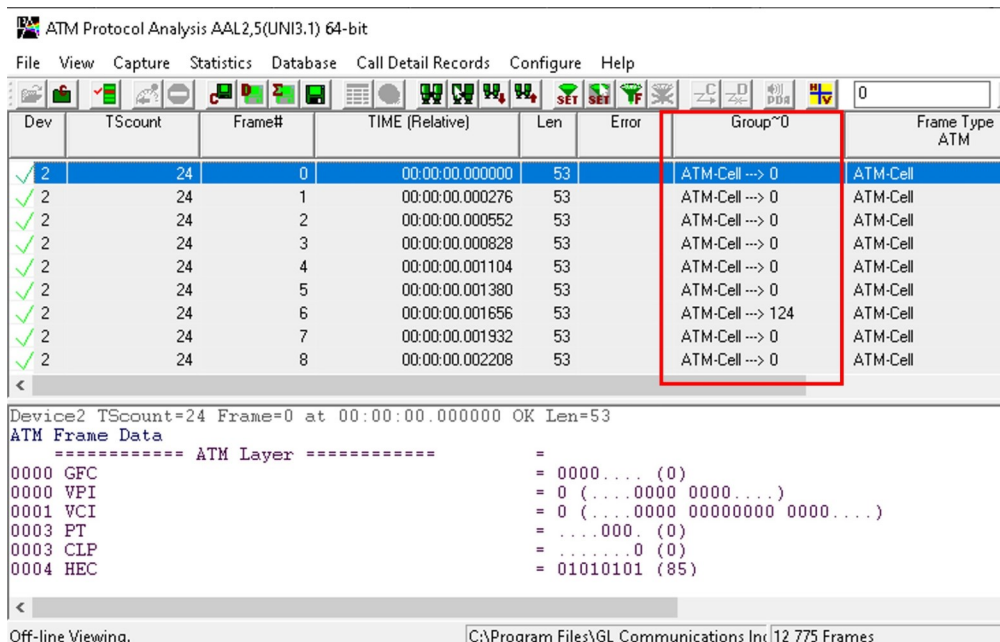 ATM Protocol Analysis AAL2,5(UNI3.1) 64-bit
File View Capture Statistics Database Call Detail Records Configure Help
0
Dev TScount Frame# TIME (Relative) Len Error Group~0 Frame Type
ATM
2 24 0 00:00:00.000000 53 ATM-Cell ---> 0 ATM-Cell
2 24 1 00:00:00.000276 53 ATM-Cell ---> 0 ATM-Cell
2 24 2 00:00:00.000552 53 ATM-Cell ---> 0 ATM-Cell
2 24 3 00:00:00.000828 53 ATM-Cell ---> 0 ATM-Cell
2 24 4 00:00:00.001104 53 ATM-Cell ---> 0 ATM-Cell
2 24 5 00:00:00.001380 53 ATM-Cell ---> 0 ATM-Cell
2 24 6 00:00:00.001656 53 ATM-Cell ---> 124 ATM-Cell
2 24 7 00:00:00.001932 53 ATM-Cell ---> 0 ATM-Cell
2 24 8 00:00:00.002208 53 ATM-Cell ---> 0 ATM-Cell
Device2 TScount=24 Frame=0 at 00:00:00.000000 OK Len=53
ATM Frame Data
============ ATM Layer ============ =
0000 GFC = 0000.... (0)
0000 VPI = 0 (....0000 0000....)
0001 VCI = 0 (....0000 00000000 0000....)
0003 PT = ....000. (0)
0003 CLP = .......0 (0)
0004 HEC = 01010101 (85)
Off-line Viewing. C:\Program Files\GL Communications Inc 12 775 Frames